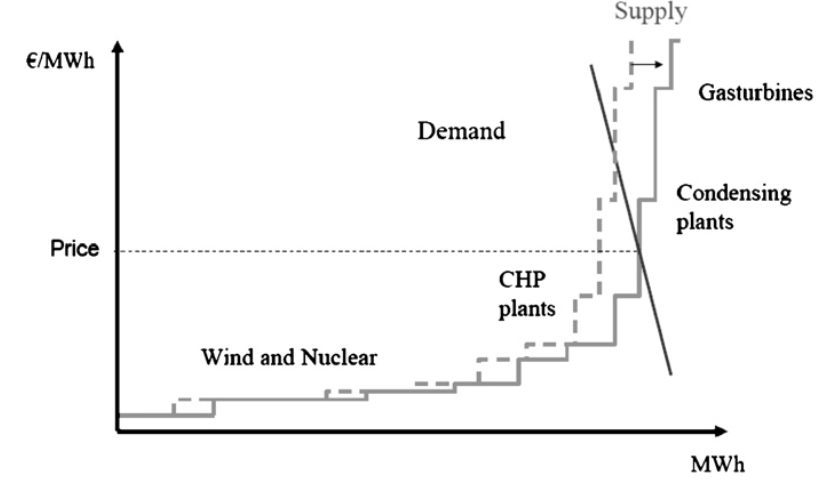 Supply
€/MWh
Gasturbines
Demand
Condensing
plants
Price
CHP
plants
Wind and Nuclear
MWh